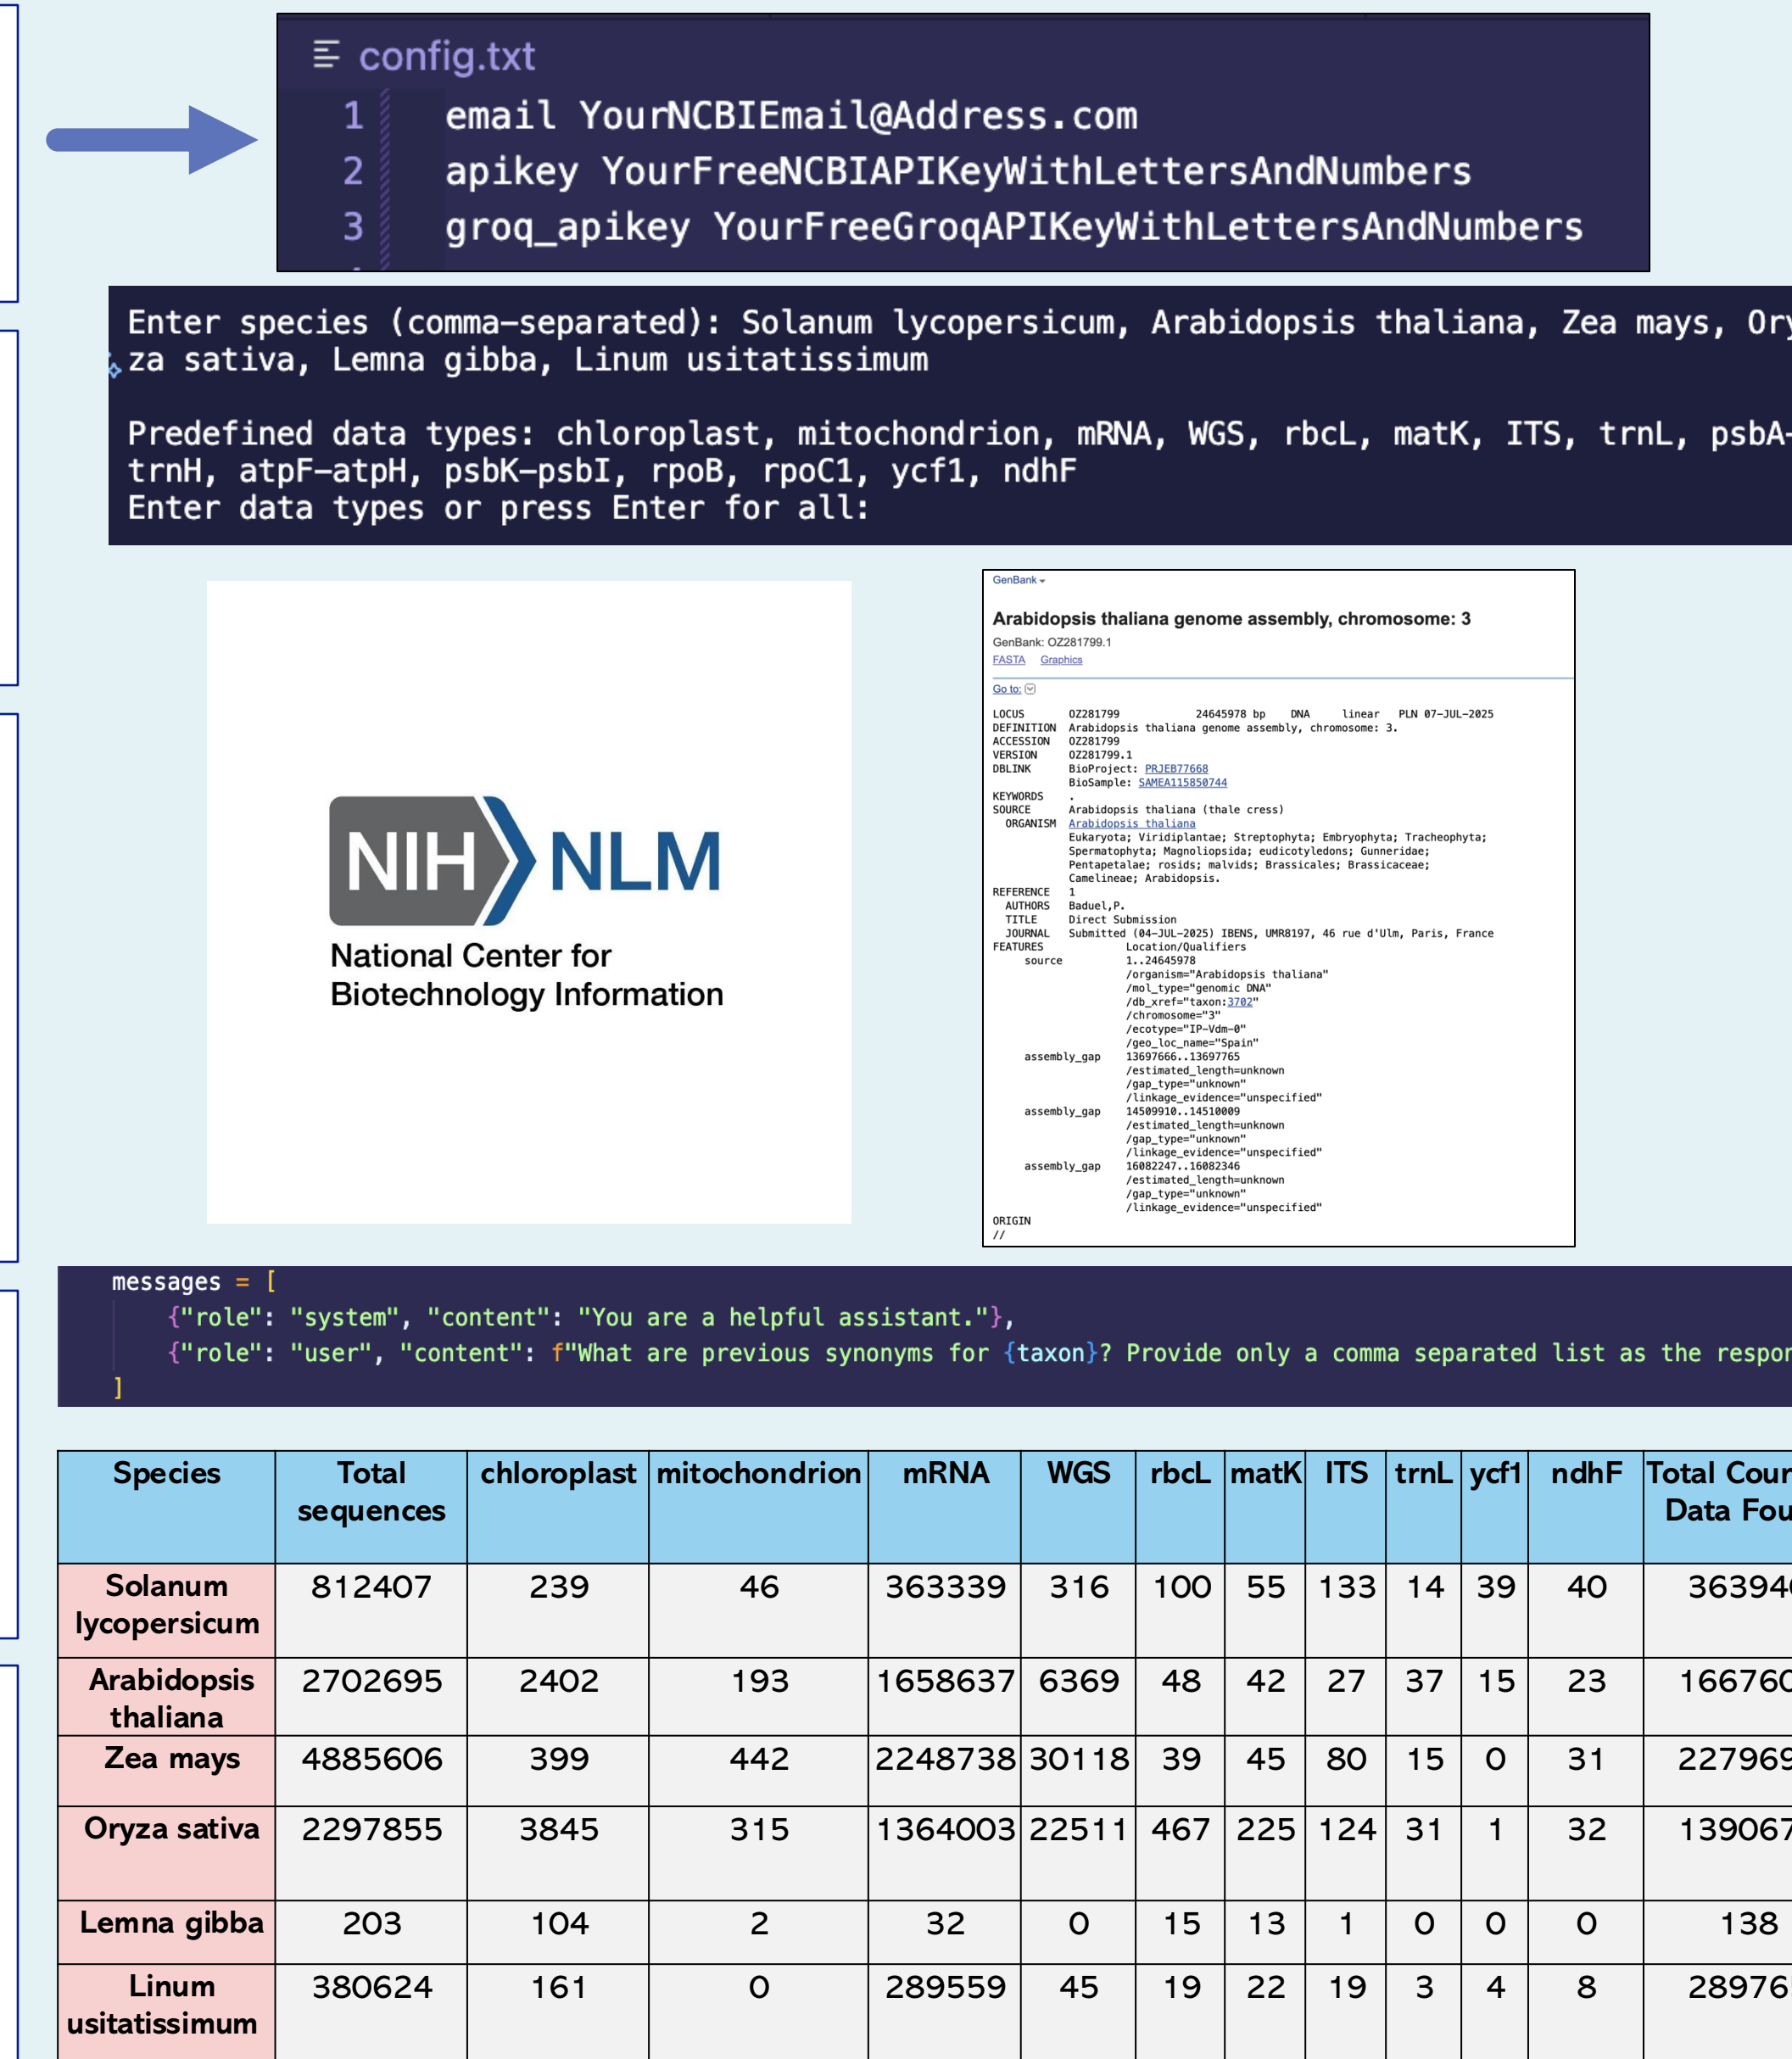 config.txt
1 email YourNCBIEmail@Address.com
2 apikey YourFreeNCBIAPIKeyWithLettersAndNumbers
3 groq_apikey YourFreeGroqAPIKeyWithLettersAndNumbers
Enter species (comma-separated): Solanum lycopersicum, Arabidopsis thaliana, Zea mays, Ory
za sativa, Lemna gibba, Linum usitatissimum
Predefined data types: chloroplast, mitochondrion, mRNA, WGS, rbcL, matK, ITS, trnL, psbA-
trnH, atpF-atpH, psbK-psbI, rpoB, rpoC1, ycf1, ndhF
Enter data types or press Enter for all:
NIH NLM
National Center for
Biotechnology Information
GenBank
Arabidopsis thaliana genome assembly, chromosome: 3
GenBank: OZ281799.1
FASTA Graphics
Go to:
LOCUS OZ281799 24645978 bp DNA linear PLN 07-JUL-2025
DEFINITION Arabidopsis thaliana genome assembly, chromosome: 3.
ACCESSION OZ281799
VERSION OZ281799.1
DBLINK BioProject: PRJEB77668
BioSample: SAMEA115850744
KEYWORDS .
SOURCE Arabidopsis thaliana (thale cress)
ORGANISM Arabidopsis thaliana
Eukaryota; Viridiplantae; Streptophyta; Embryophyta; Tracheophyta;
Spermatophyta; Magnoliopsida; eudicotyledons; Gunneridae;
Pentapetalae; rosids; malvids; Brassicales; Brassicaceae;
Camelineae; Arabidopsis.
REFERENCE 1
AUTHORS Baduel,P.
TITLE Direct Submission
JOURNAL Submitted (04-JUL-2025) IBENS, UMR8197, 46 rue d'Ulm, Paris, France
FEATURES Location/Qualifiers
source 1..24645978
/organism="Arabidopsis thaliana"
/mol_type="genomic DNA"
/db_xref="taxon:3702"
/chromosome="3"
/ecotype="IP-Vdm-0"
/geo_loc_name="Spain"
assembly_gap 13697666..13697765
/estimated_length=unknown
/gap_type="unknown"
/linkage_evidence="unspecified"
assembly_gap 14509910..14510009
/estimated_length=unknown
/gap_type="unknown"
/linkage_evidence="unspecified"
assembly_gap 16082247..16082346
/estimated_length=unknown
/gap_type="unknown"
/linkage_evidence="unspecified"
ORIGIN
//
messages = [
{"role": "system", "content": "You are a helpful assistant."},
{"role": "user", "content": f"What are previous synonyms for {taxon}? Provide only a comma separated list as the
]
Species Total sequences chloroplast mitochondrion mRNA WGS rbcL matK ITS trnL ycf1 ndhF Total Data
Solanum lycopersicum 812407 239 46 363339 316 100 55 133 14 39 40
Arabidopsis thaliana 2702695 2402 193 1658637 6369 48 42 27 37 15 23
Zea mays 4885606 399 442 2248738 30118 39 45 80 15 0 31
Oryza sativa 2297855 3845 315 1364003 22511 467 225 124 31 1 32
Lemna gibba 203 104 2 32 0 15 13 1 0 0 0 138
Linum usitatissimum 380624 161 0 289559 45 19 22 19 3 4 8